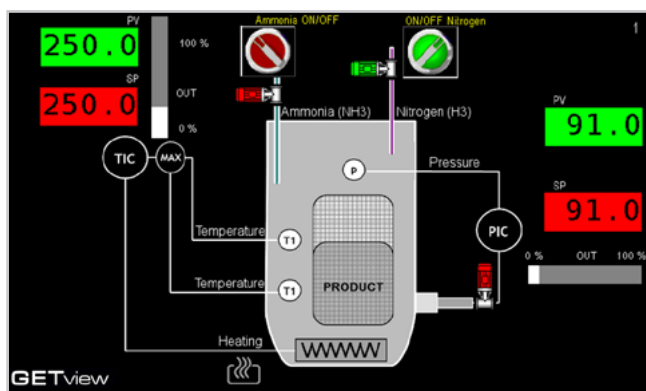 PV
250.0
100 %
SP
250.0
OUT
0 %
Ammonia ON/OFF
ON/OFF Nitrogen
1
Ammonia (NH3)
Nitrogen (H3)
PV
91.0
SP
91.0
0 % OUT 100 %
TIC
MAX
P
Pressure
PIC
Temperature
T1
Temperature
T1
PRODUCT
Heating
GETview